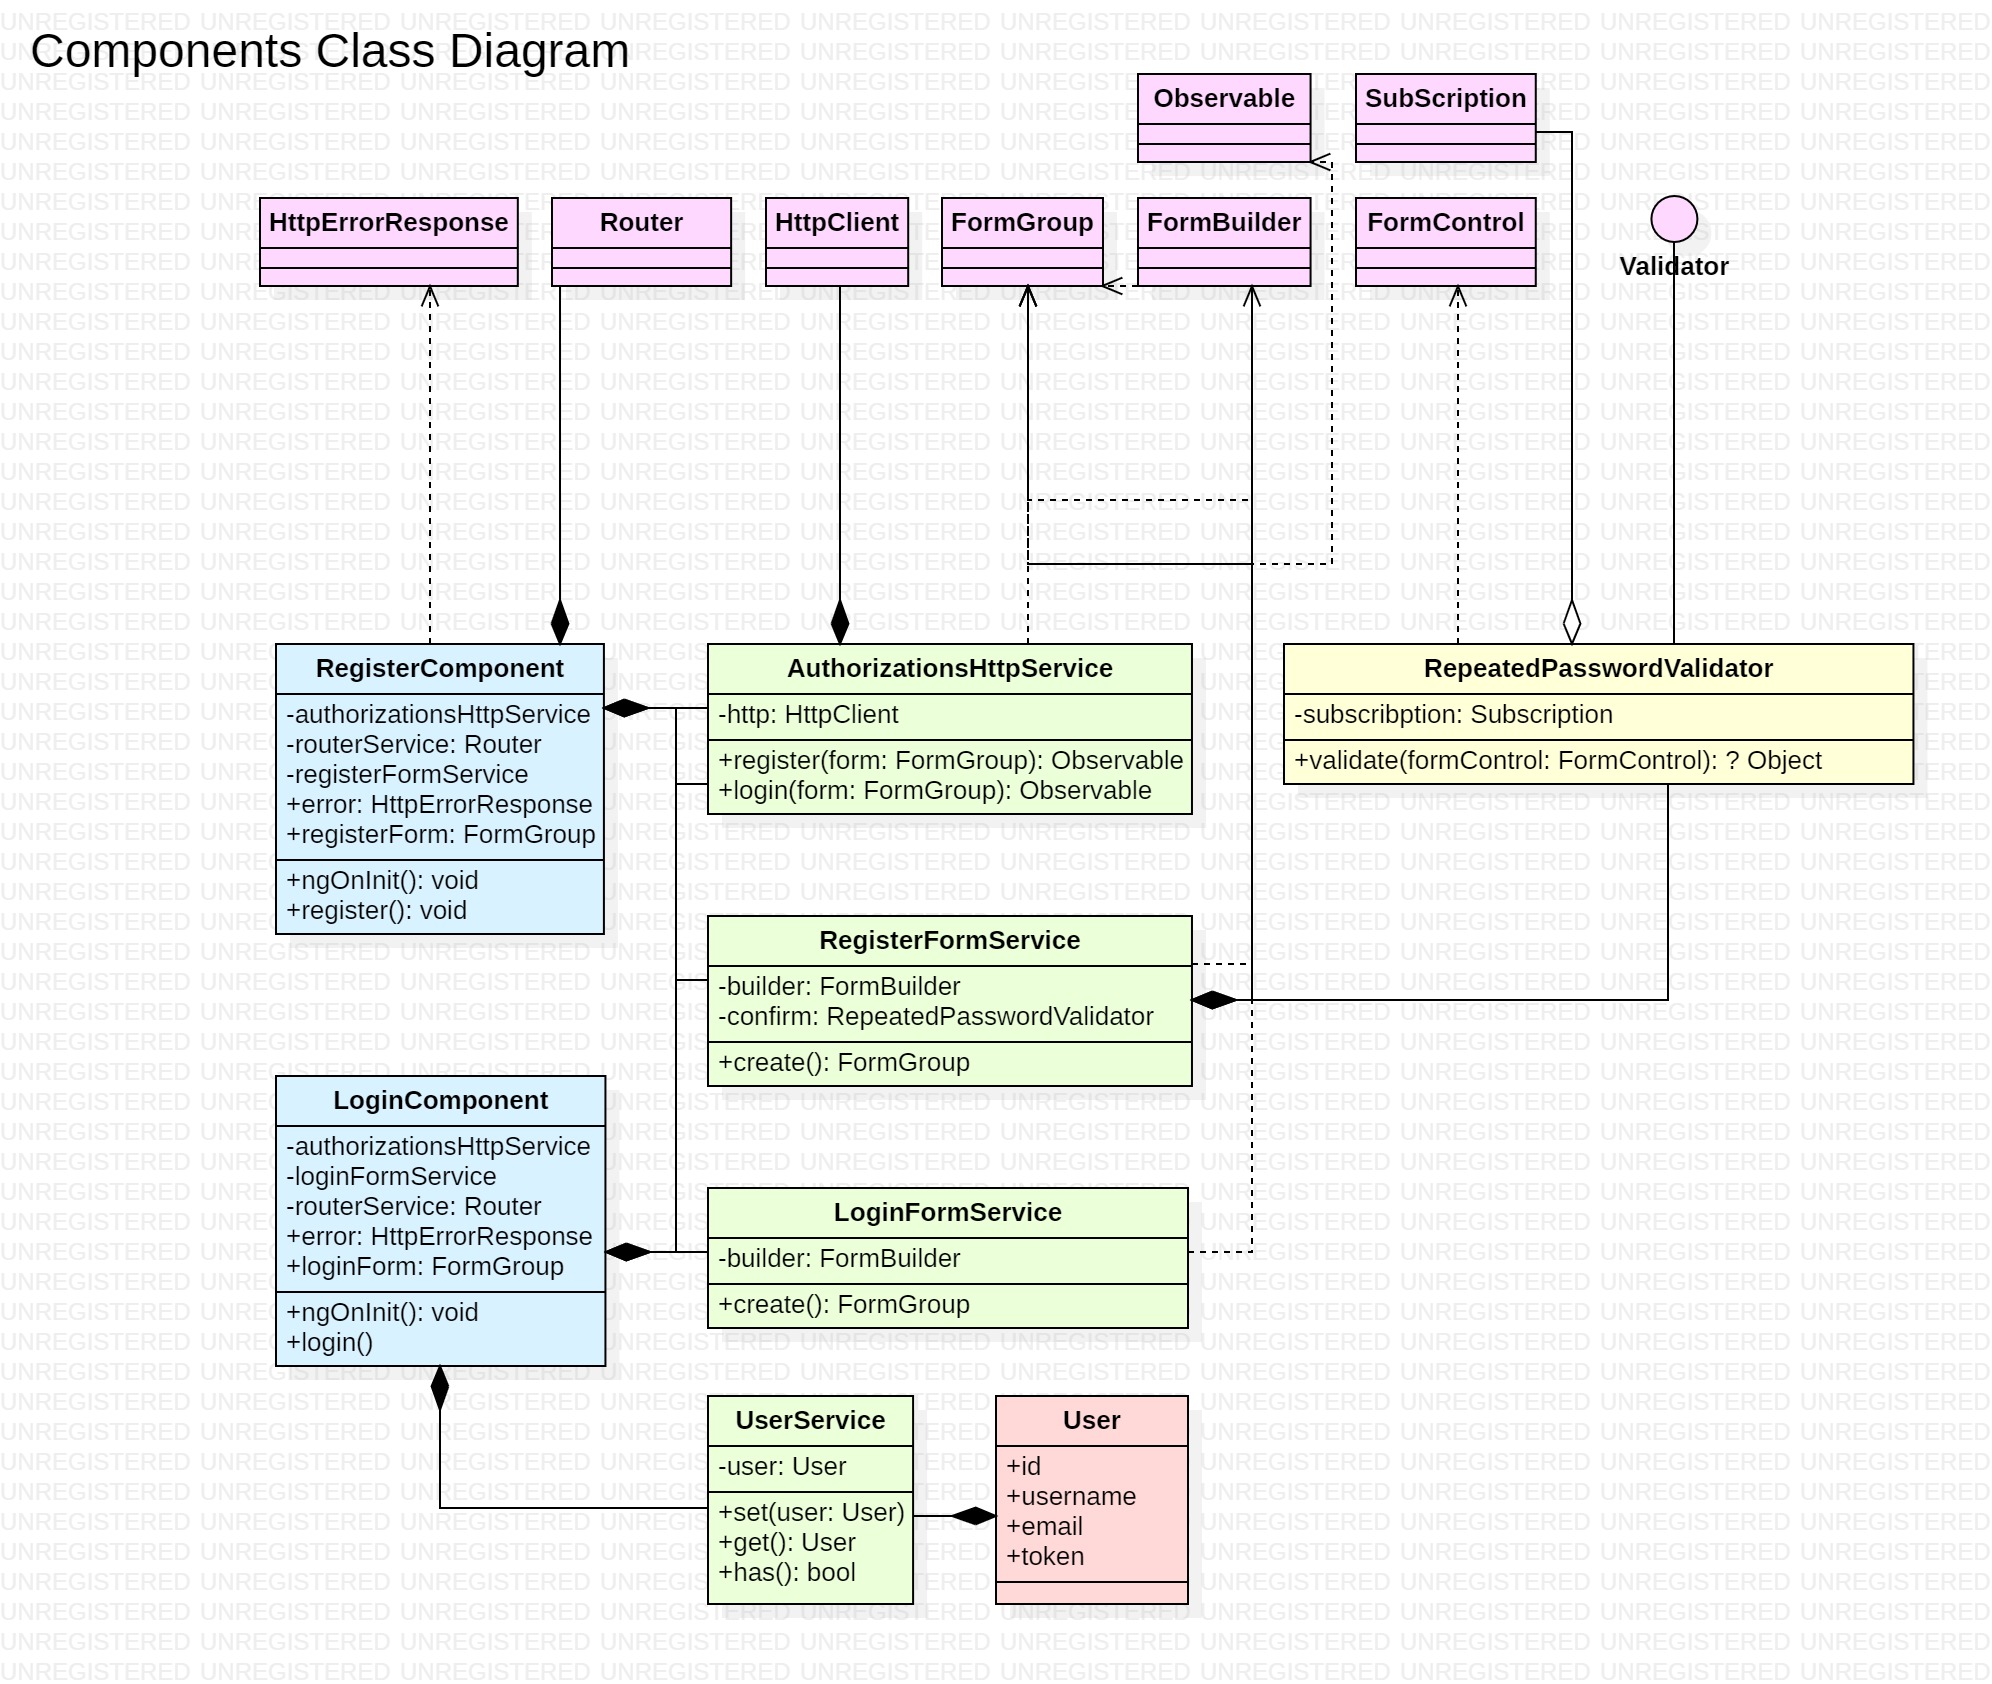 Components Class Diagram
Observable
SubScription
HttpErrorResponse
Router
HttpClient
FormGroup
FormBuilder
FormControl
Validator
RegisterComponent
-authorizationsHttpService
-routerService: Router
-registerFormService
+error: HttpErrorResponse
+registerForm: FormGroup
+ngOnInit(): void
+register(): void
AuthorizationsHttpService
-http: HttpClient
+register(form: FormGroup): Observable
+login(form: FormGroup): Observable
RepeatedPasswordValidator
-subscribption: Subscription
+validate(formControl: FormControl): ? Object
RegisterFormService
-builder: FormBuilder
-confirm: RepeatedPasswordValidator
+create(): FormGroup
LoginComponent
-authorizationsHttpService
-loginFormService
-routerService: Router
+error: HttpErrorResponse
+loginForm: FormGroup
+ngOnInit(): void
+login()
LoginFormService
-builder: FormBuilder
+create(): FormGroup
UserService
-user: User
+set(user: User)
+get(): User
+has(): bool
User
+id
+username
+email
+token
UNREGISTERED